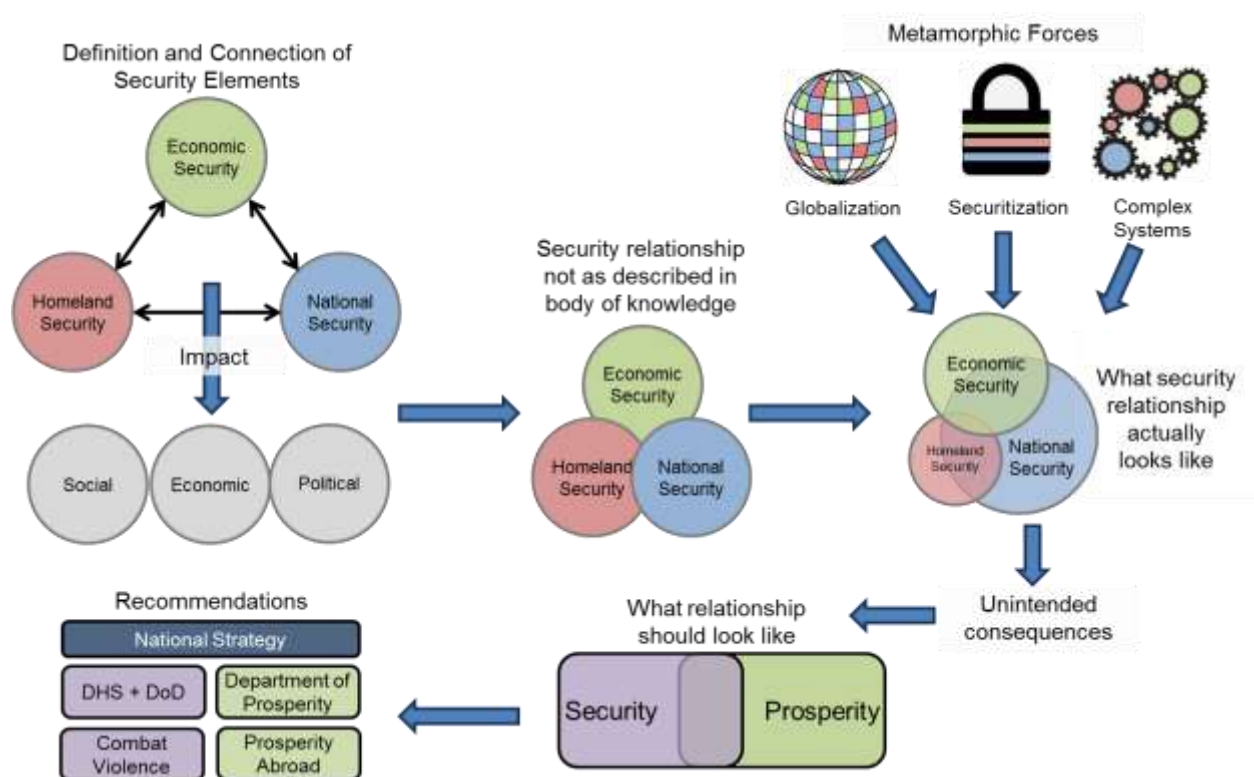 Definition and Connection of
Security Elements
Economic
Security
Homeland
Security
National
Security
Impact
Social
Economic
Political
Security relationship
not as described in
body of knowledge
Economic
Security
Homeland
Security
National
Security
Metamorphic Forces
Globalization
Securitization
Complex
Systems
Economic
Security
Homeland
Security
National
Security
What security
relationship
actually
looks like
Unintended
consequences
What relationship
should look like
Security
Prosperity
Recommendations
National Strategy
DHS + DoD
Department of
Prosperity
Combat
Violence
Prosperity
Abroad